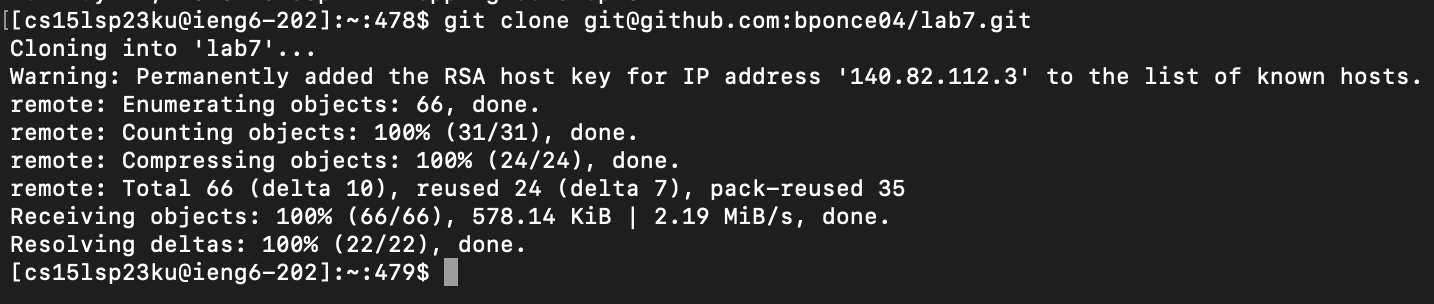 [[cs15lsp23ku@ieng6-202]:~:478$ git clone git@github.com:bponce04/lab7.git
Cloning into 'lab7'...
Warning: Permanently added the RSA host key for IP address '140.82.112.3' to the list of known hosts.
remote: Enumerating objects: 66, done.
remote: Counting objects: 100% (31/31), done.
remote: Compressing objects: 100% (24/24), done.
remote: Total 66 (delta 10), reused 24 (delta 7), pack-reused 35
Receiving objects: 100% (66/66), 578.14 KiB | 2.19 MiB/s, done.
Resolving deltas: 100% (22/22), done.
[cs15lsp23ku@ieng6-202]:~:479$